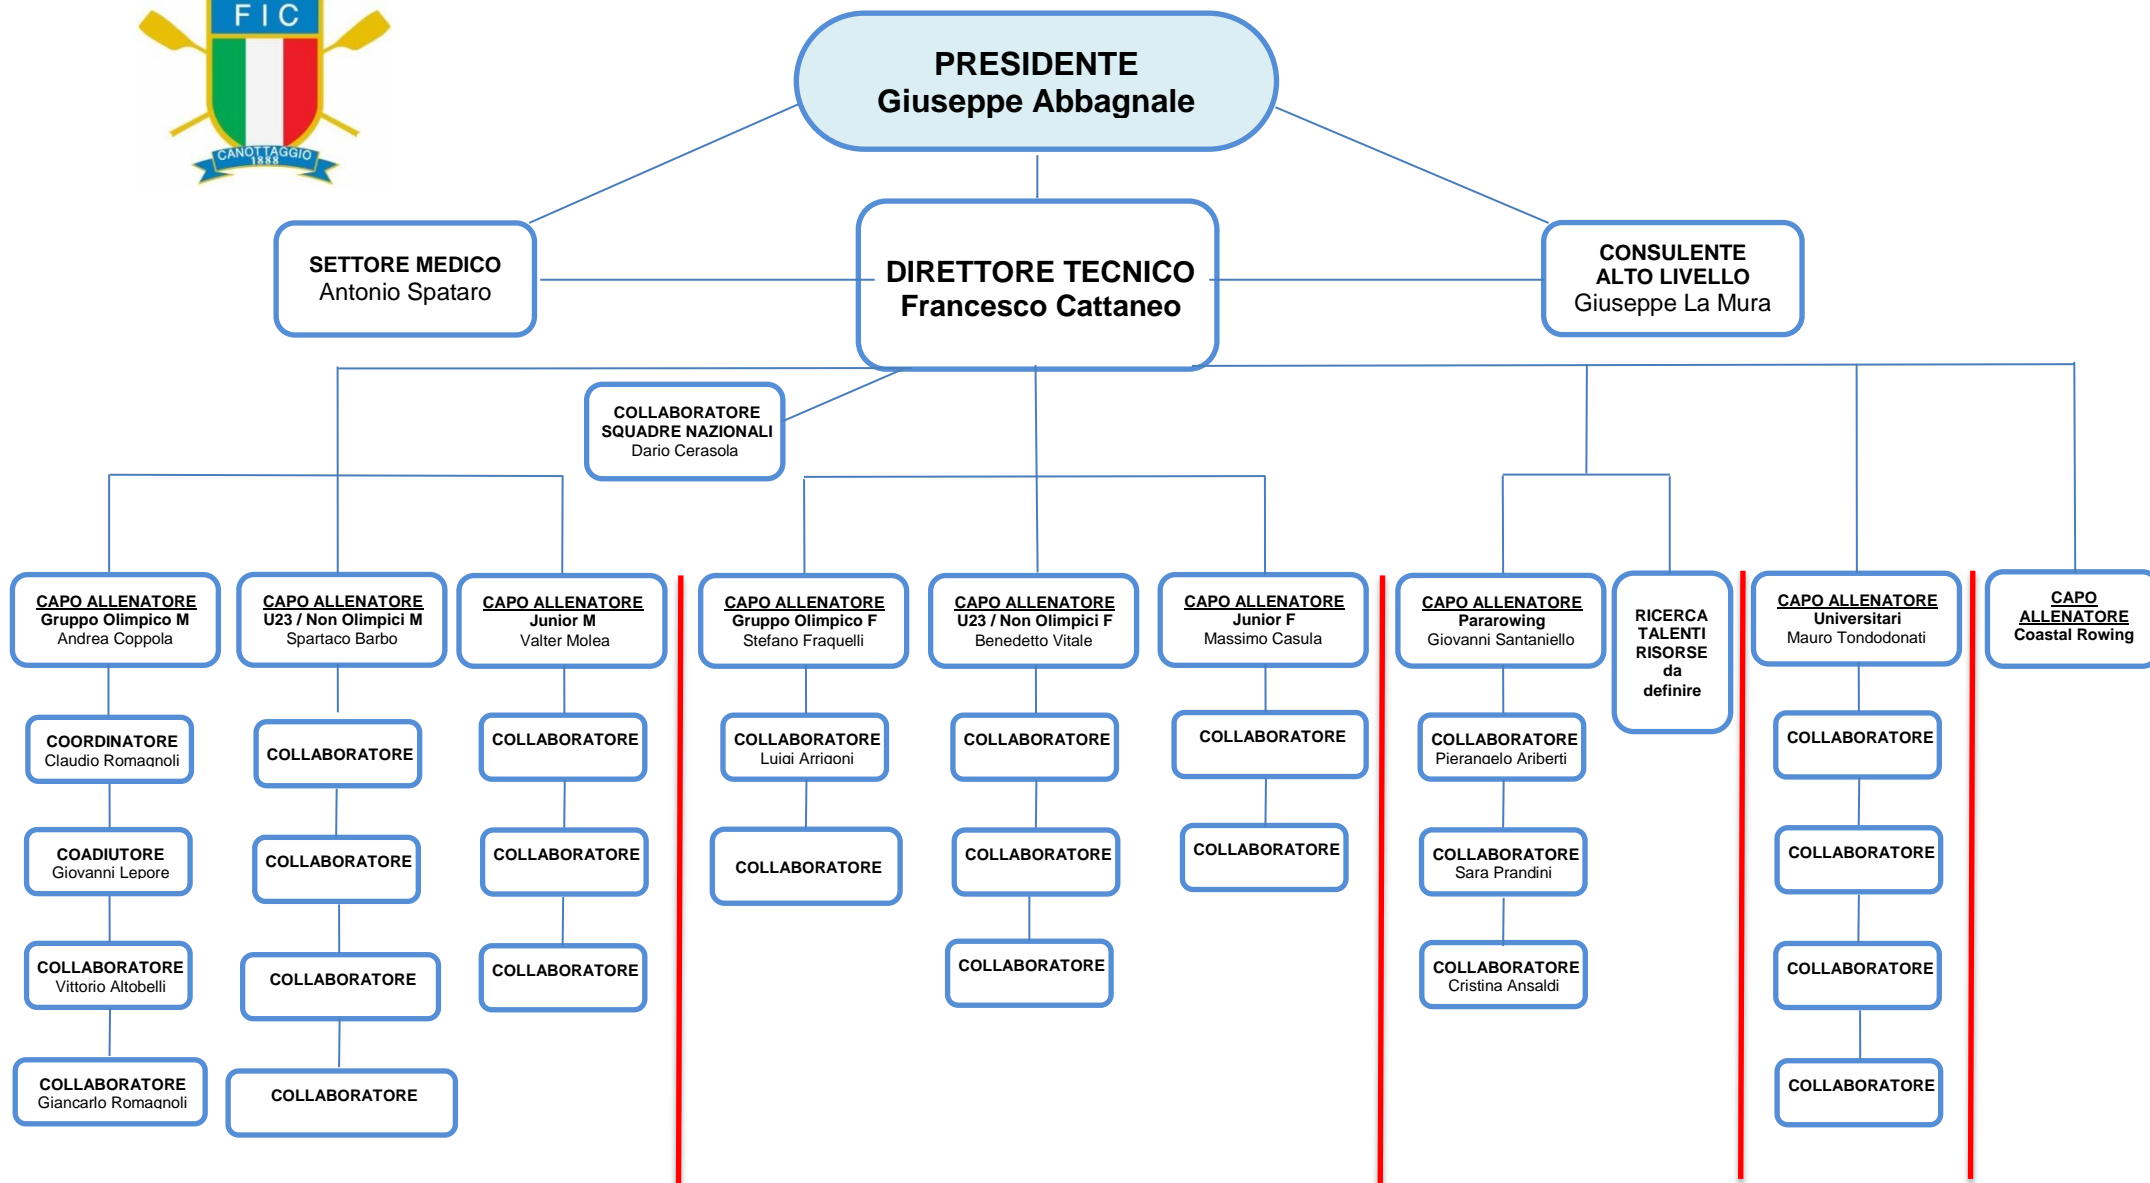 FIC
CANOTTAGGIO
1888
PRESIDENTE
Giuseppe Abbagnale
SETTORE MEDICO
Antonio Spataro
DIRETTORE TECNICO
Francesco Cattaneo
CONSULENTE
ALTO LIVELLO
Giuseppe La Mura
COLLABORATORE
SQUADRE NAZIONALI
Dario Cerasola
CAPO ALLENATORE
Gruppo Olimpico M
Andrea Coppola
CAPO ALLENATORE
U23 / Non Olimpici M
Spartaco Barbo
CAPO ALLENATORE
Junior M
Valter Molea
CAPO ALLENATORE
Gruppo Olimpico F
Stefano Fraquelli
CAPO ALLENATORE
U23 / Non Olimpici F
Benedetto Vitale
CAPO ALLENATORE
Junior F
Massimo Casula
CAPO ALLENATORE
Pararowing
Giovanni Santaniello
RICERCA
TALENTI
RISORSE
da
definire
CAPO ALLENATORE
Universitari
Mauro Tondodonati
CAPO
ALLENATORE
Coastal Rowing
COORDINATORE
Claudio Romagnoli
COADIUTORE
Giovanni Lepore
COLLABORATORE
Vittorio Altobelli
COLLABORATORE
Giancarlo Romagnoli
COLLABORATORE
COLLABORATORE
COLLABORATORE
COLLABORATORE
COLLABORATORE
COLLABORATORE
COLLABORATORE
COLLABORATORE
Luigi Arrigoni
COLLABORATORE
COLLABORATORE
COLLABORATORE
COLLABORATORE
COLLABORATORE
COLLABORATORE
COLLABORATORE
Pierangelo Ariberti
COLLABORATORE
Sara Prandini
COLLABORATORE
Cristina Ansaldi
COLLABORATORE
COLLABORATORE
COLLABORATORE
COLLABORATORE